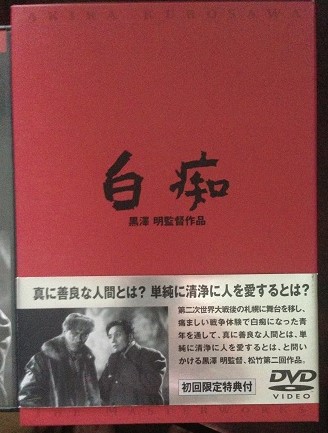 AKIRA KUROSAWA
白痴
黒澤 明監督作品
真に善良な人間とは? 単純に清浄に人を愛するとは?
第二次世界大戦後の札幌に舞台を移し、
痛ましい戦争体験で白痴になった青
年を通して、真に善良な人間とは、単
純に清浄に人を愛するとは、と問い
かける黒澤 明監督、松竹第二回作品。
初回限定特典付
DVD
VIDEO